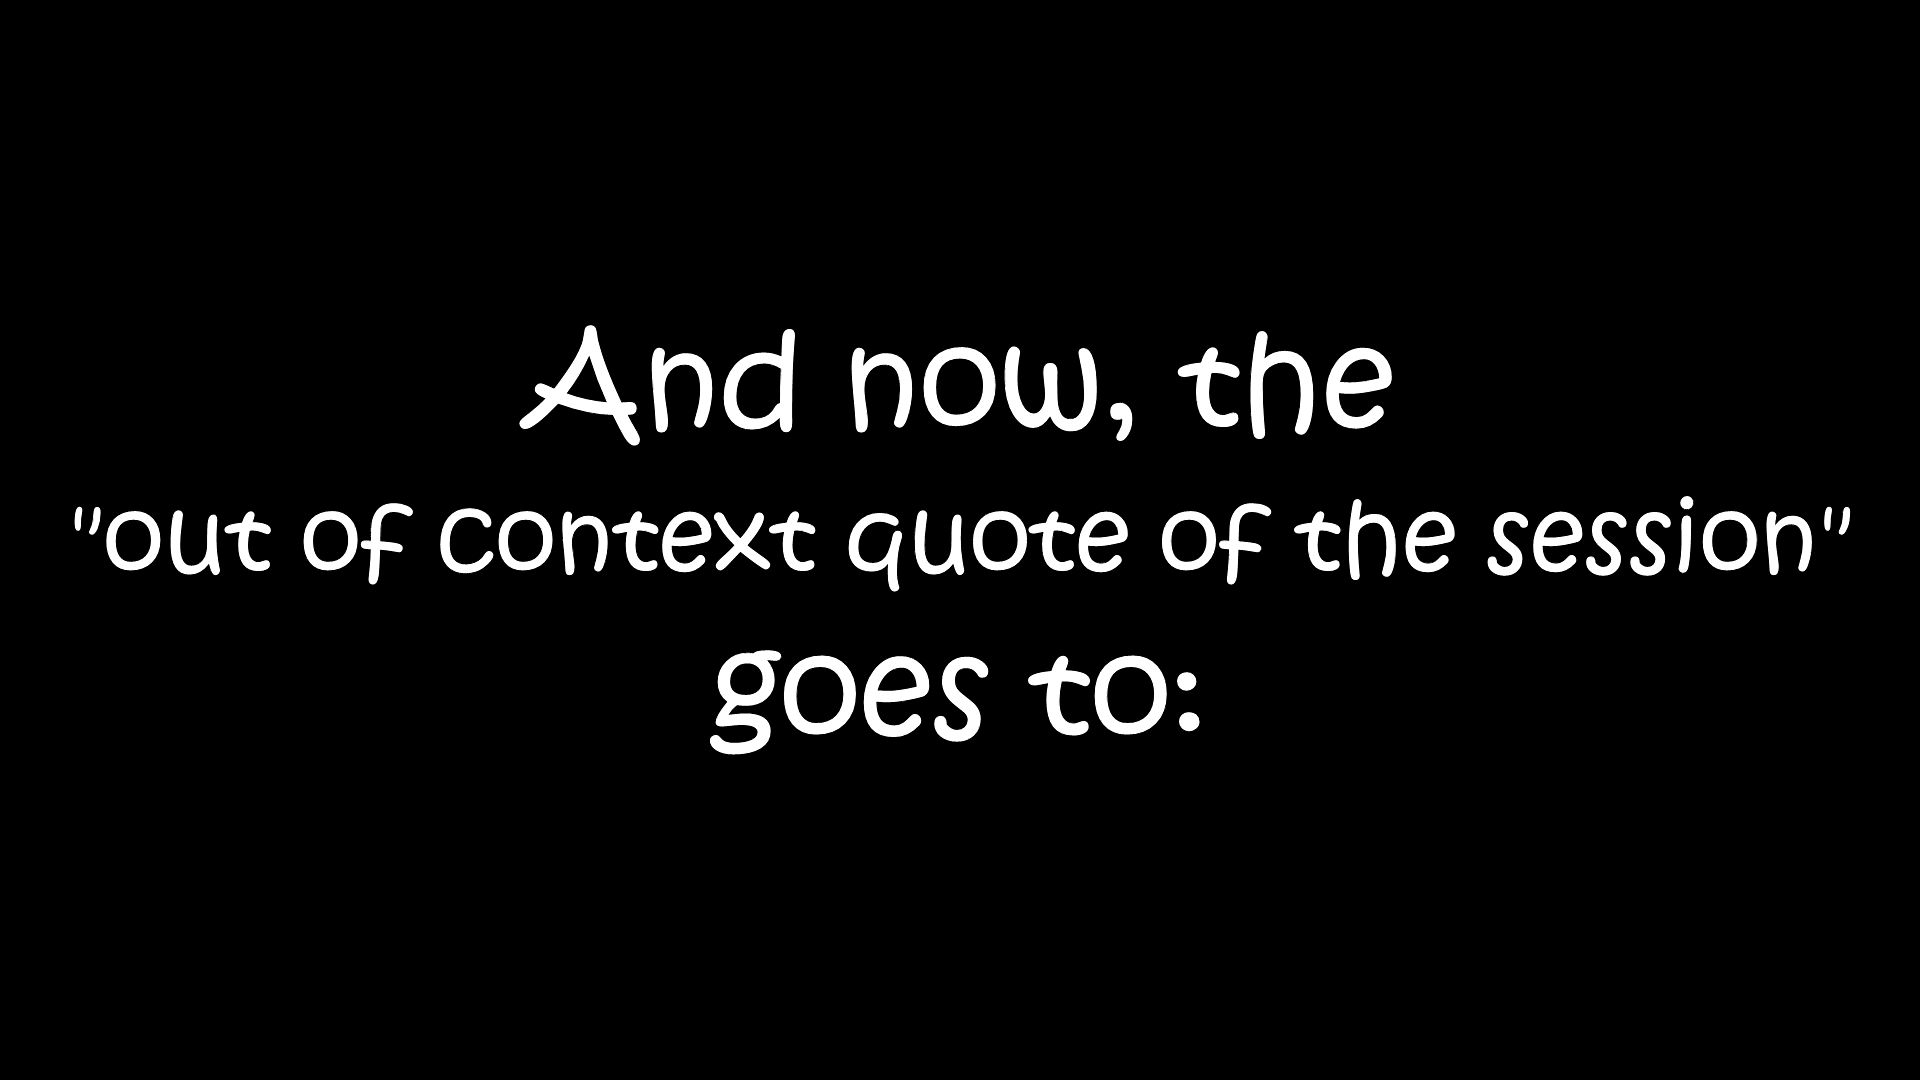 And now, the
"out of context quote of the session"
goes to: